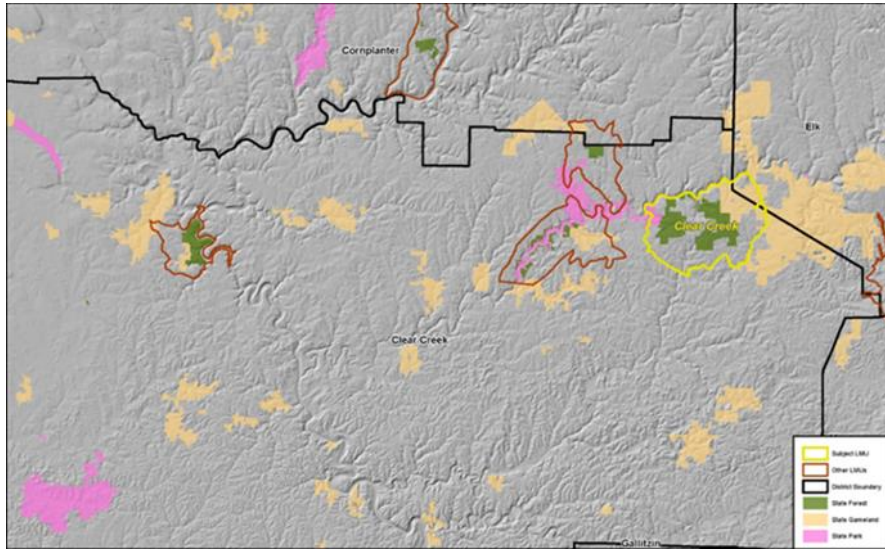 Cornplanter
Elk
Clear Creek
Clear Creek
Gallitzin
Subject LMU
Other LMUs
District Boundary
State Forest
State Gameland
State Park